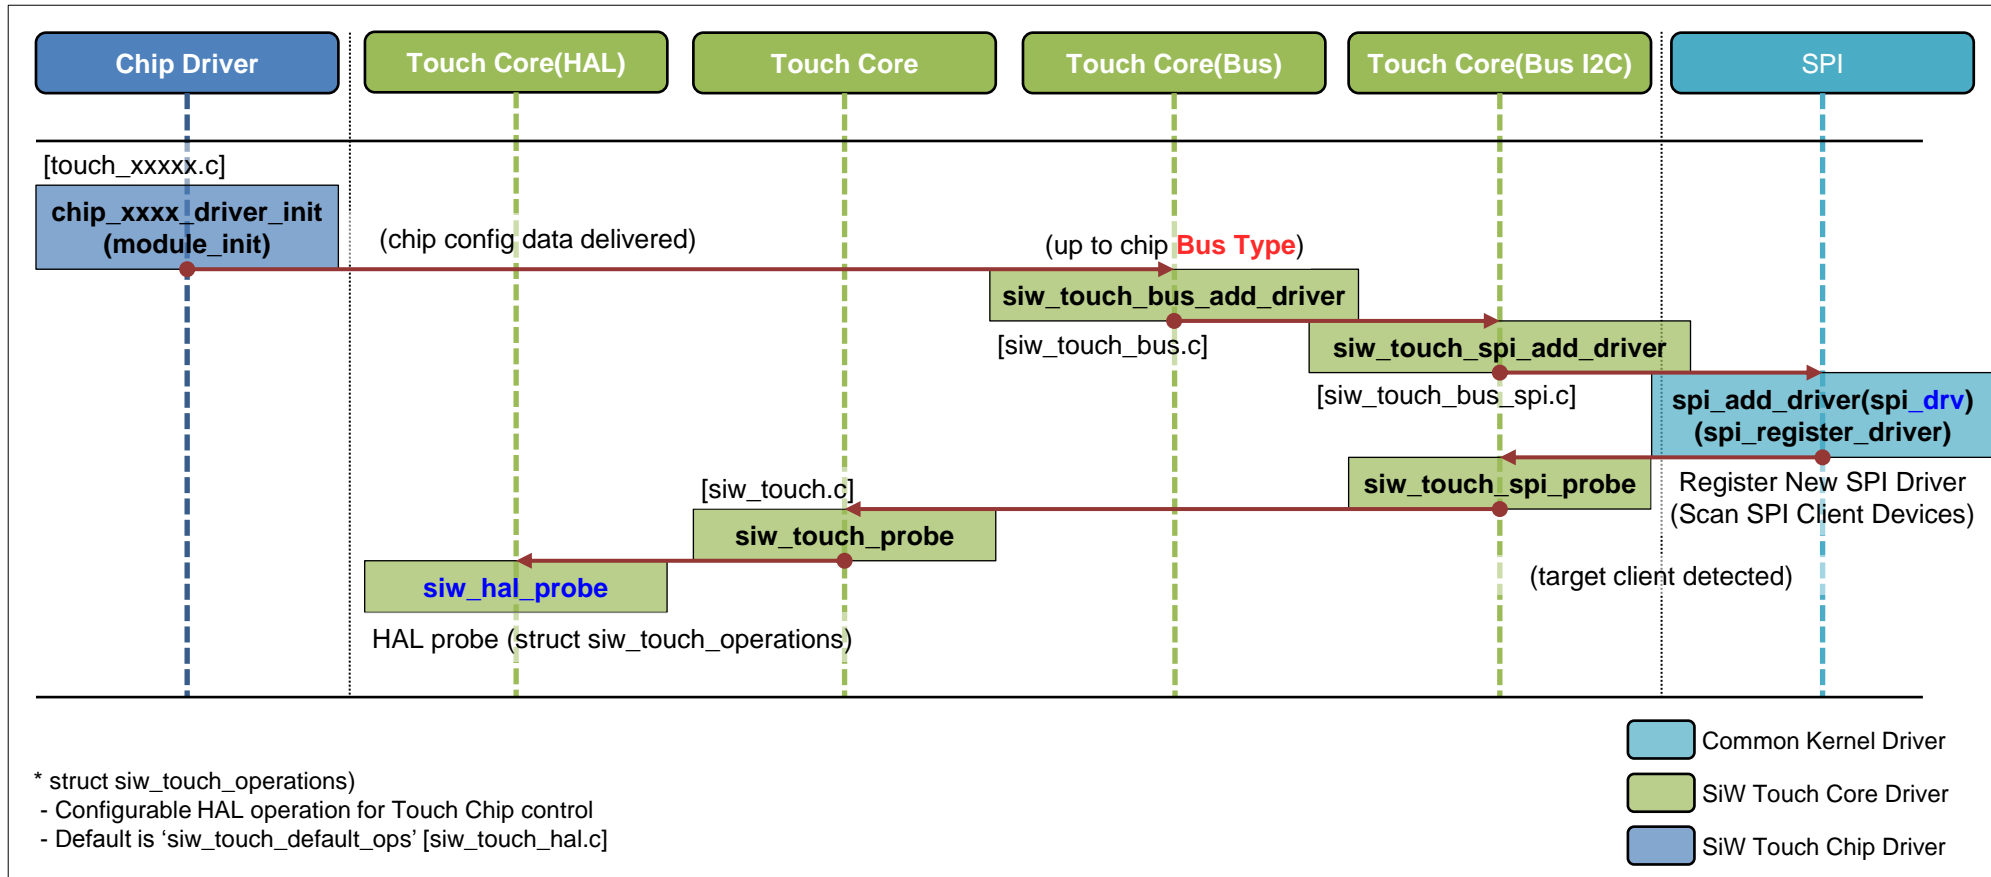 Chip Driver
Touch Core(HAL)
Touch Core
Touch Core(Bus)
Touch Core(Bus I2C)
SPI
[touch_xxxxx.c]
chip_xxxx_driver_init
(module_init)
(chip config data delivered)
(up to chip Bus Type)
siw_touch_bus_add_driver
[siw_touch_bus.c]
siw_touch_spi_add_driver
[siw_touch_bus_spi.c]
spi_add_driver(spi_drv)
(spi_register_driver)
siw_touch_spi_probe
Register New SPI Driver
(Scan SPI Client Devices)
[siw_touch.c]
siw_touch_probe
(target client detected)
siw_hal_probe
HAL probe (struct siw_touch_operations)
Common Kernel Driver
SiW Touch Core Driver
SiW Touch Chip Driver
* struct siw_touch_operations)
- Configurable HAL operation for Touch Chip control
- Default is ‘siw_touch_default_ops’ [siw_touch_hal.c]